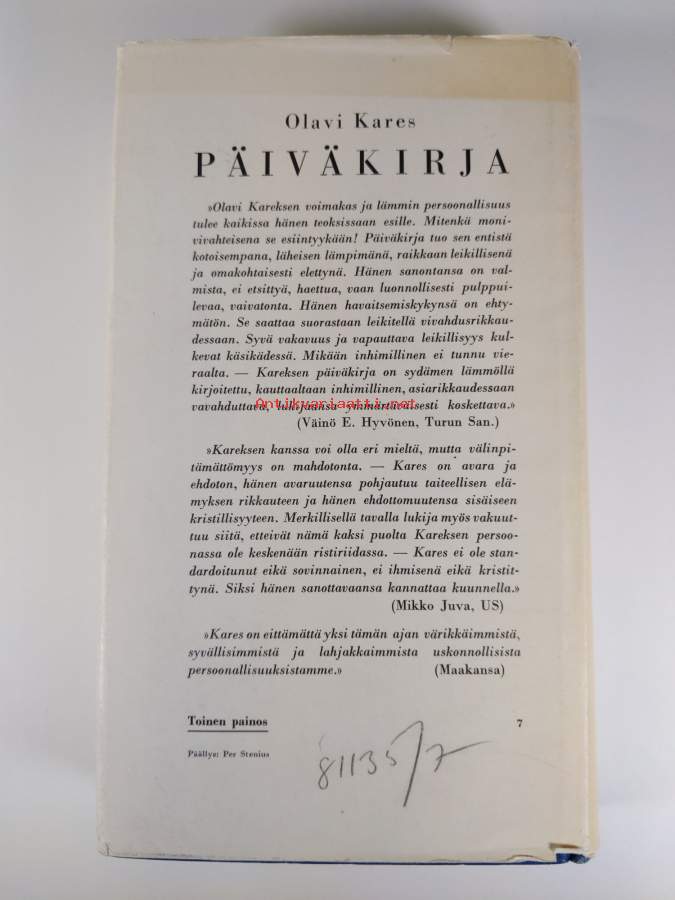 Olavi Kares
PÄIVÄKIRJA
»Olavi Kareksen voimakas ja lämmin persoonallisuus
tulee kaikissa hänen teoksissaan esille. Mitenkä moni-
vivahteisena se esiintyykään! Päiväkirja tuo sen entistä
kotoisempana, läheisen lämpimänä, raikkaan leikillisenä
ja omakohtaisesti elettynä. Hänen sanontansa on val-
mista, ei etsittyä, haettua, vaan luonnollisesti pulppui-
levaa, vaivatonta. Hänen havaitsemiskykynsä on ehty-
mätön. Se saattaa suorastaan leikitellä vivahdusrikkau-
dessaan. Syvä vakavuus ja vapauttava leikillisyys kul-
kevat käsikädessä. Mikään inhimillinen ei tunnu vie-
raalta. — Kareksen päiväkirja on sydämen lämmöllä
kirjoitettu, kauttaaltaan inhimillinen, asiarikkaudessaan
vavahduttava, lukijaansa ymmärtäväisesti koskettava.»
Antikvariaatti.net
(Väinö E. Hyvönen, Turun San.)
»Kareksen kanssa voi olla eri mieltä, mutta välinpi-
tämättömyys on mahdotonta. — Kares on avara ja
ehdoton, hänen avaruutensa pohjautuu taiteellisen elä-
myksen rikkauteen ja hänen ehdottomuutensa sisäiseen
kristillisyyteen. Merkillisellä tavalla lukija myös vakuut-
tuu siitä, etteivät nämä kaksi puolta Kareksen persoo-
nassa ole keskenään ristiriidassa. — Kares ei ole stan-
dardoitunut eikä sovinnainen, ei ihmisenä eikä kristit-
tynä. Siksi hänen sanottavaansa kannattaa kuunnella.»
(Mikko Juva, US)
»Kares on eittämättä yksi tämän ajan värikkäimmistä,
syvällisimmistä ja lahjakkaimmista uskonnollisista
persoonallisuuksistamme.» (Maakansa)
Toinen painos 7
Päällys: Per Stenius
81135/7